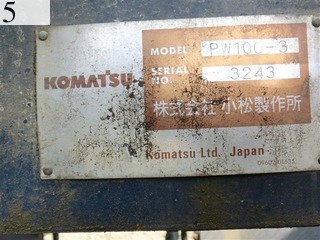 5
MODEL PW100-3
KOMATSU
SERIAL NO. 3243
株式会社 小松製作所
Komatsu Ltd. Japan